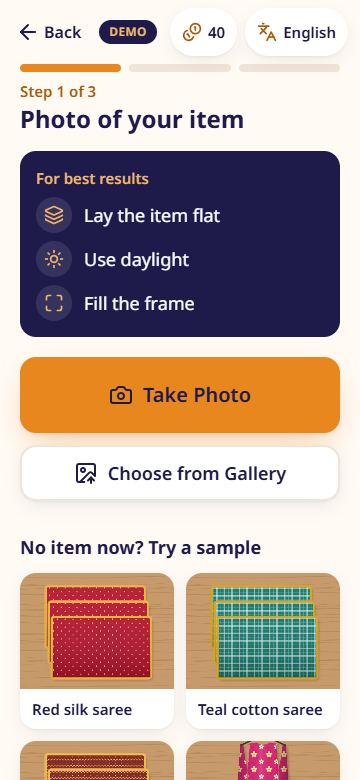 Back
DEMO
40
English
Step 1 of 3
Photo of your item
For best results
Lay the item flat
Use daylight
Fill the frame
Take Photo
Choose from Gallery
No item now? Try a sample
Red silk saree
Teal cotton saree